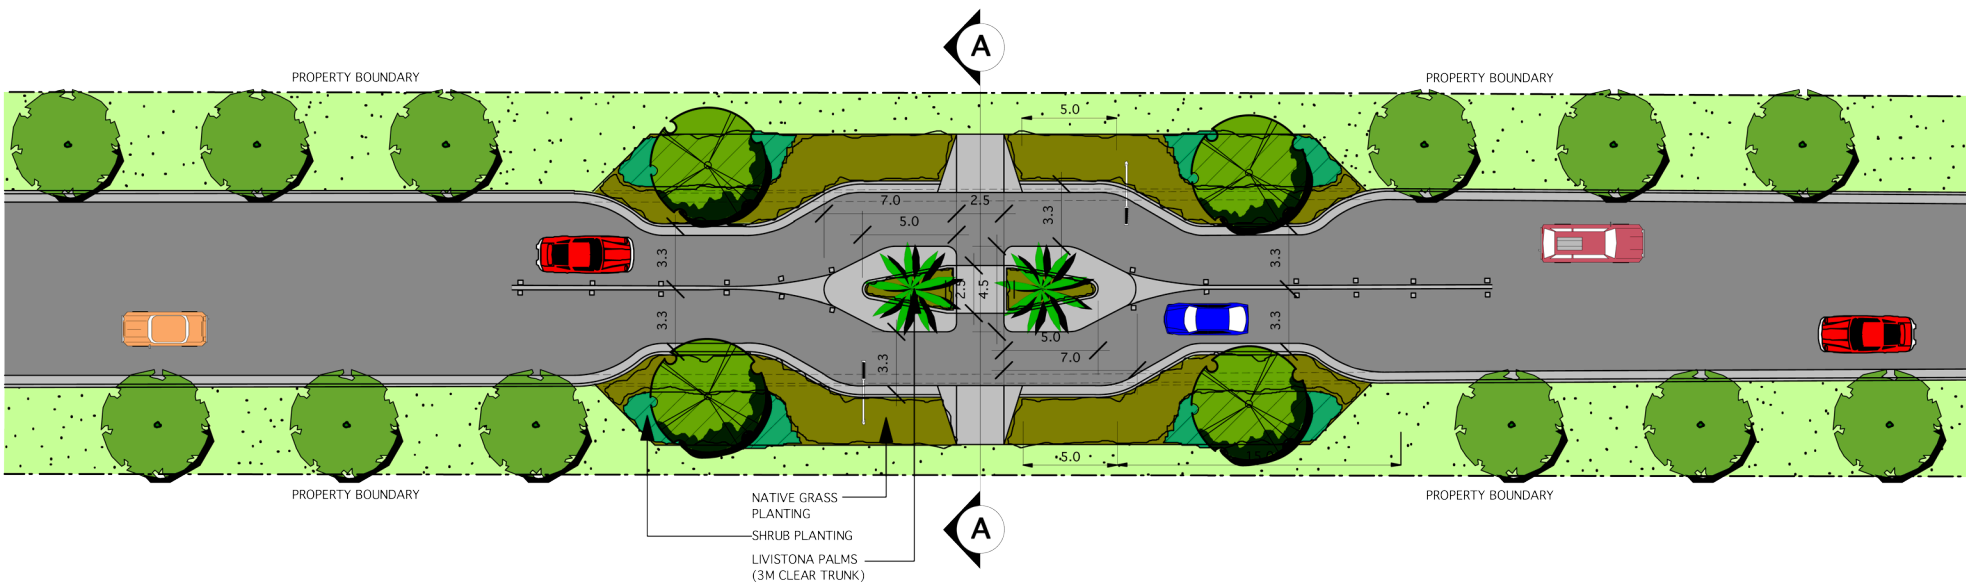 A
PROPERTY BOUNDARY
PROPERTY BOUNDARY
5.0
7.0
2.5
5.0
3.3
3.3
3.3
2.5
4.5
3.3
3.3
5.0
7.0
3.3
5.0
PROPERTY BOUNDARY
PROPERTY BOUNDARY
NATIVE GRASS
PLANTING
SHRUB PLANTING
LIVISTONA PALMS
(3M CLEAR TRUNK)
A